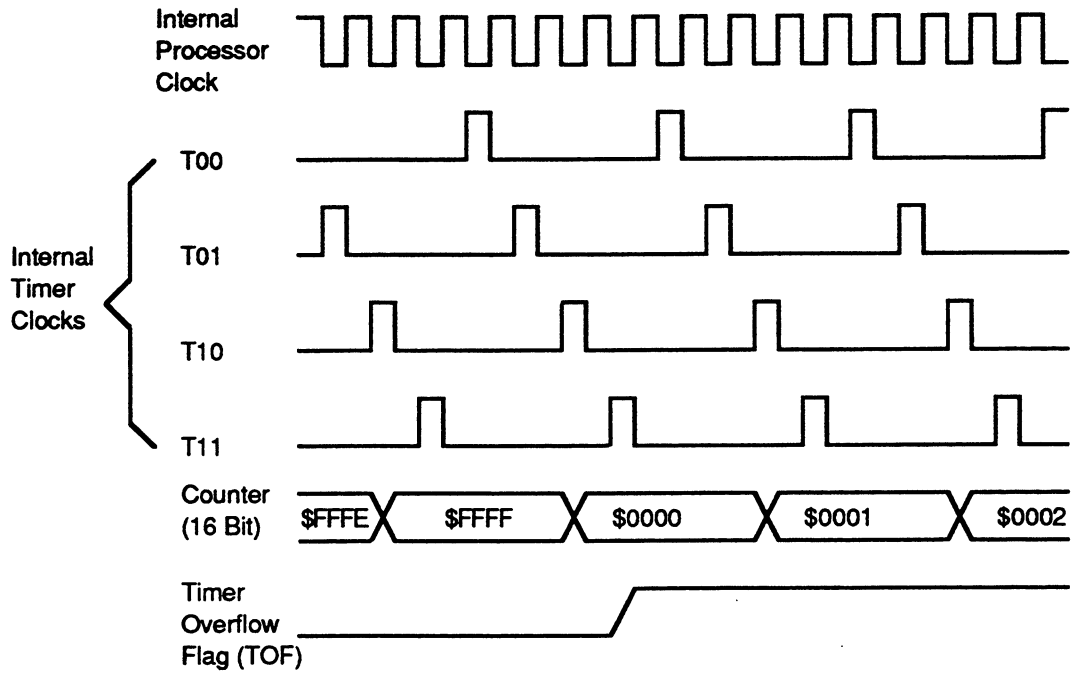 Internal
Processor
Clock
T00
T01
Internal
Timer
Clocks
T10
T11
Counter
(16 Bit)
$FFFE
$FFFF
$0000
$0001
$0002
Timer
Overflow
Flag (TOF)